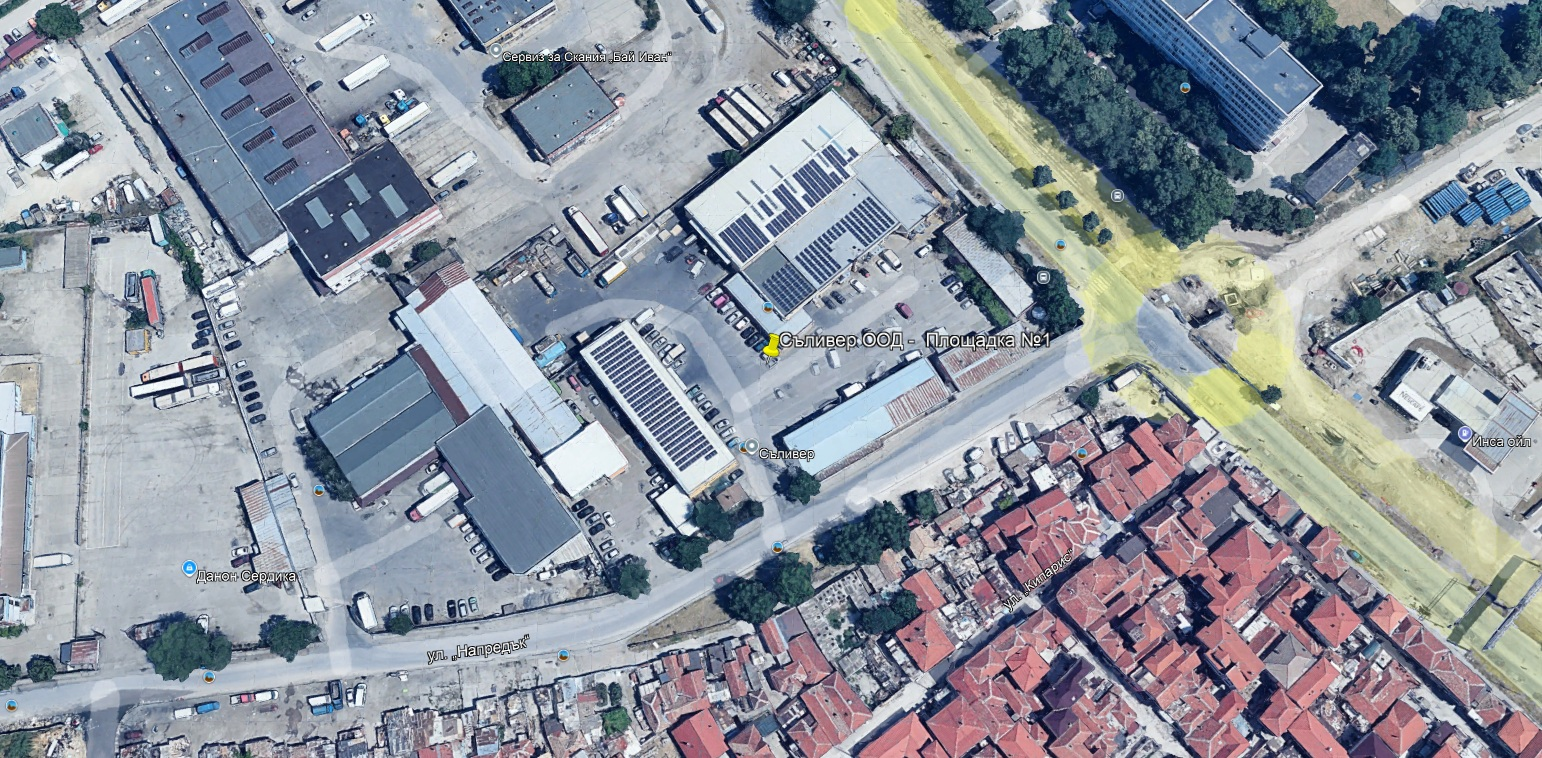 Сервиз за Скания „Бай Иван“
Съливер ООД - Площадка №1
Инса ойл
Съливер
Данон Сердика
ул. „Кипарис“
ул. „Напредък“